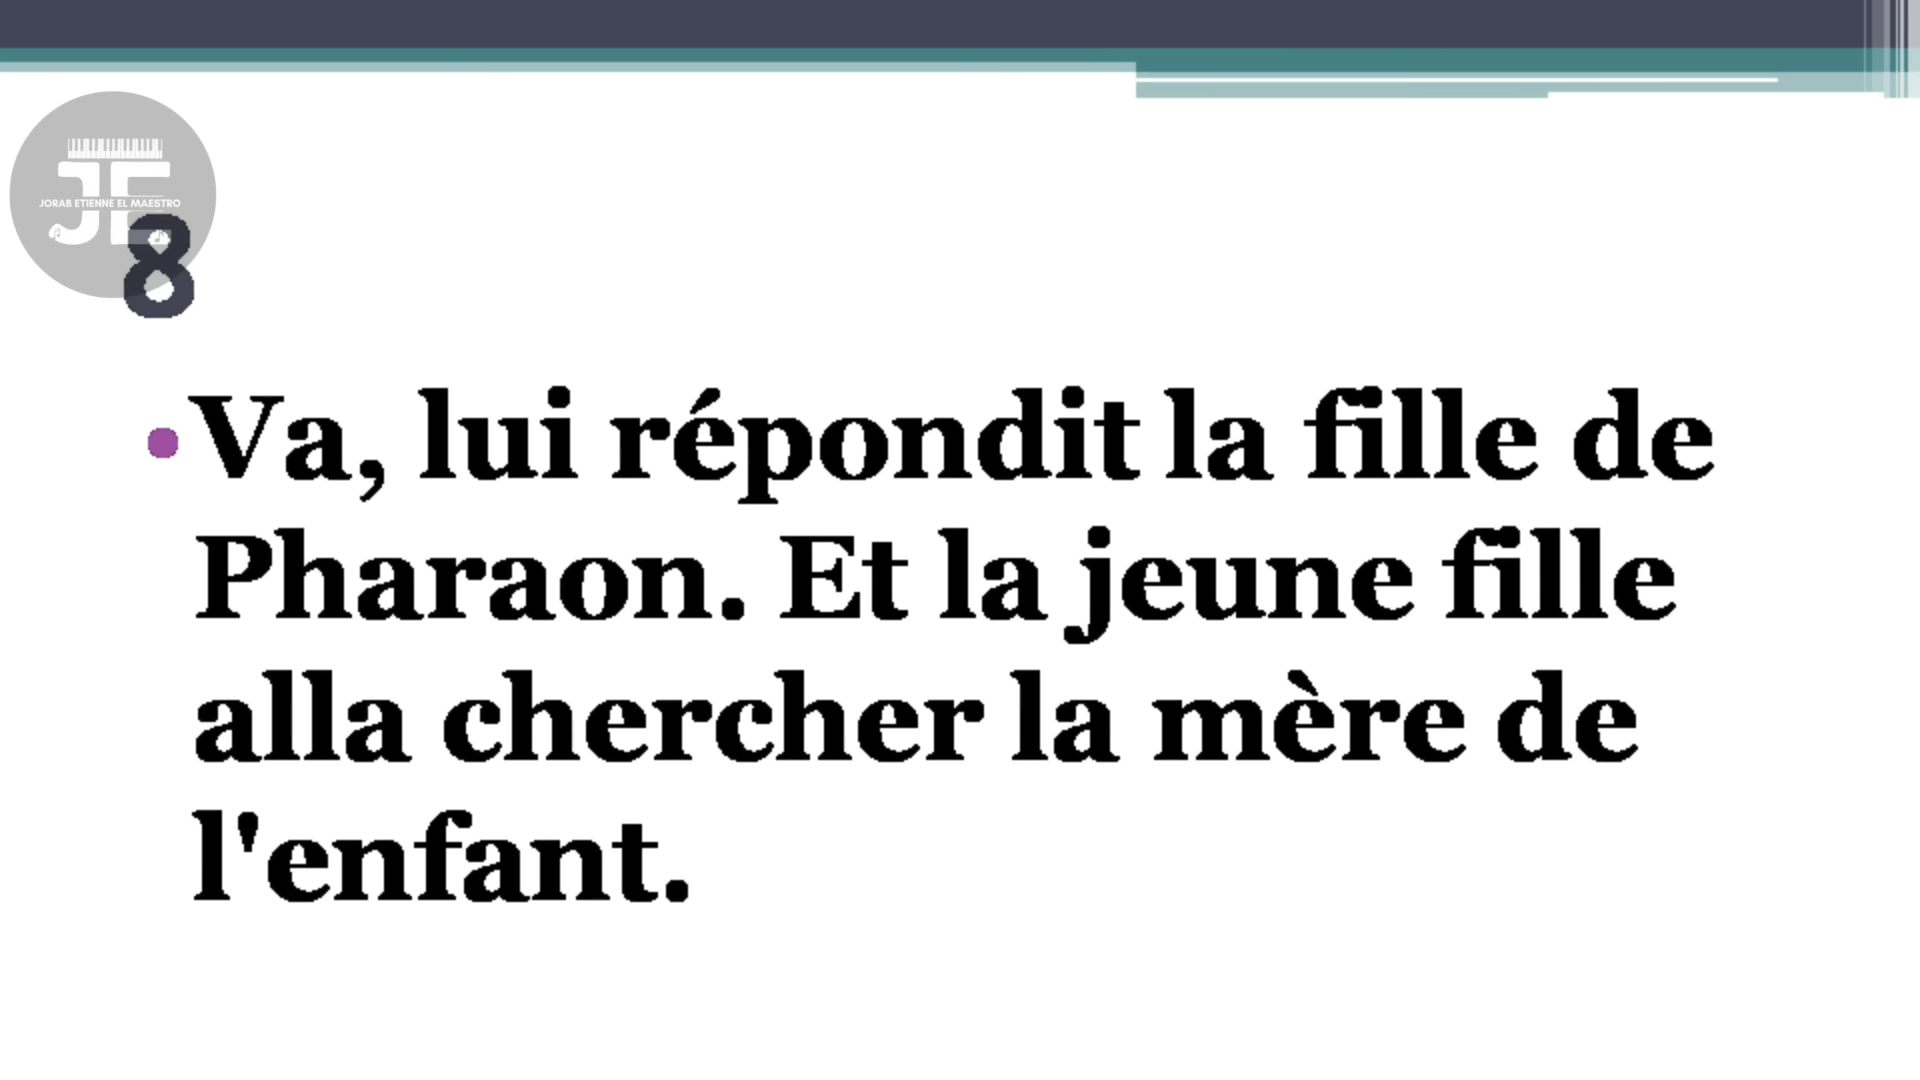 JE
JORAB ETIENNE EL MAESTRO
8
Va, lui répondit la fille de
Pharaon. Et la jeune fille
alla chercher la mère de
l'enfant.